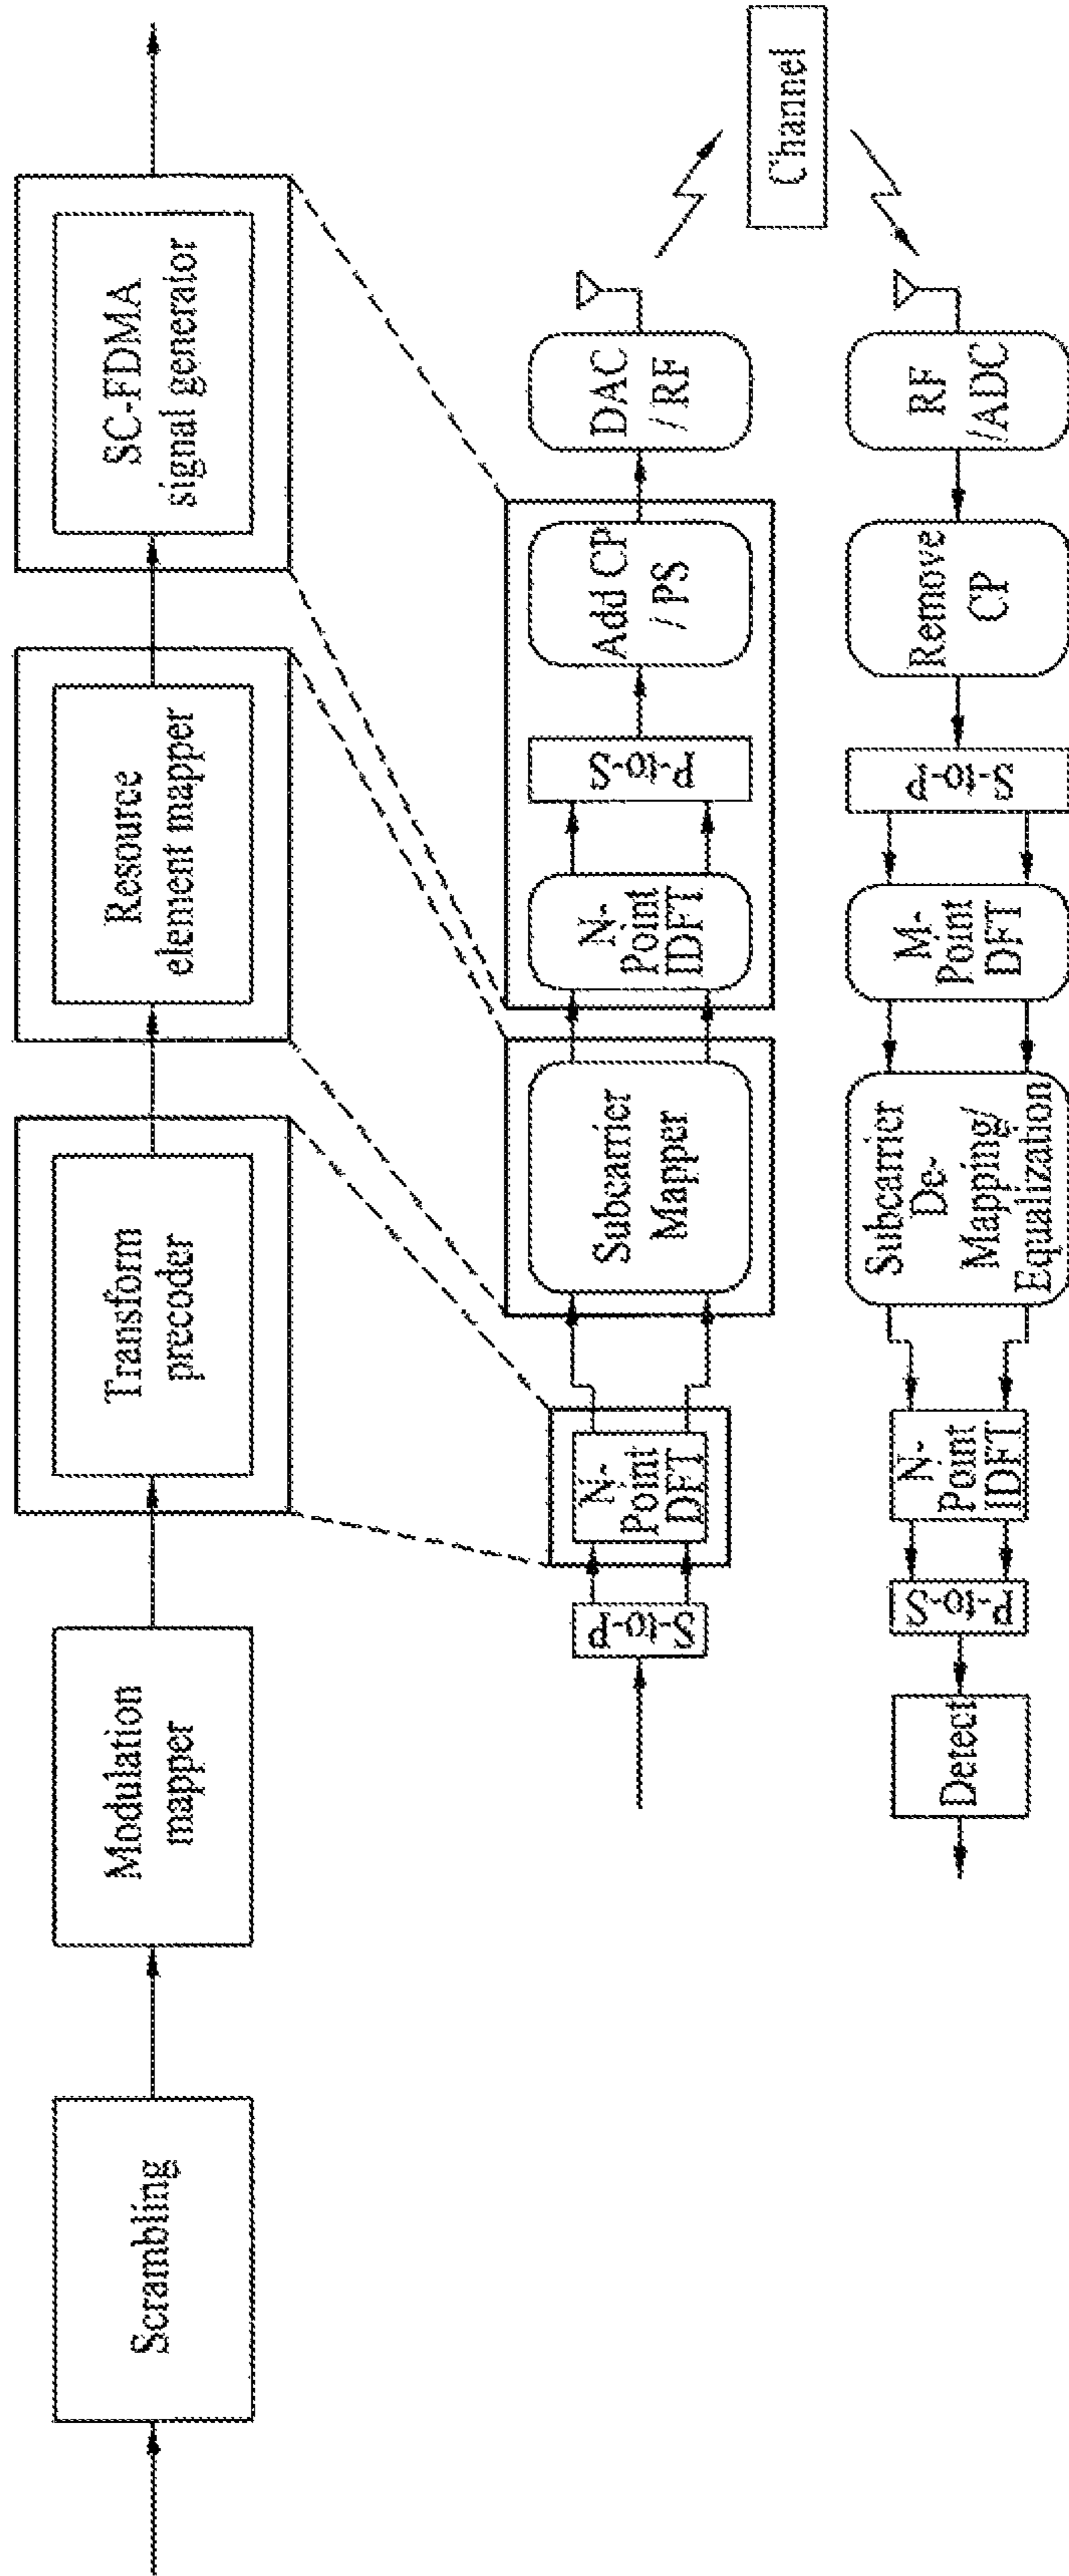 Scrambling
Modulation
mapper
Transform
precoder
Resource
element mapper
SC-FDMA
signal generator
S-to-P
N-
Point
DFT
Subcarrier
Mapper
N-
Point
IDFT
P-to-S
Add CP
/ PS
DAC
/ RF
Channel
RF
/ADC
Remove
CP
S-to-P
M-
Point
DFT
Subcarrier
De-
Mapping/
Equalization
N-
Point
IDFT
P-to-S
Detect